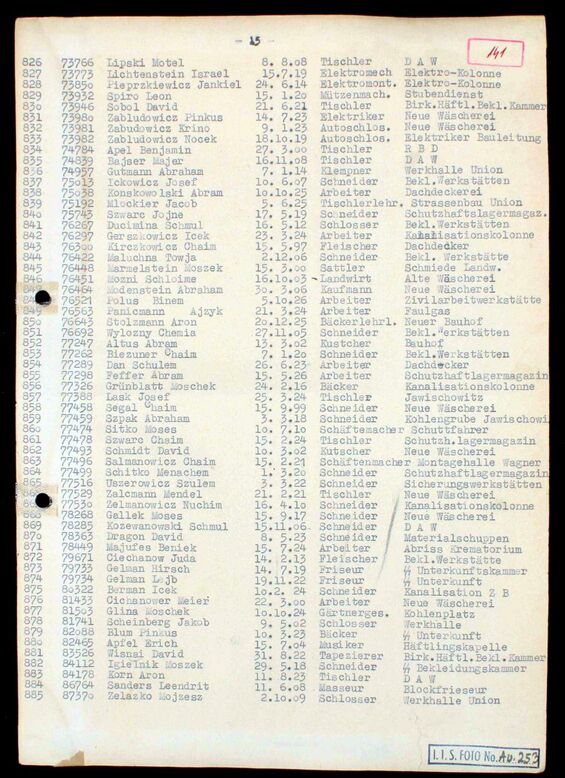 - 15 -
141
826 73766 Lipski Motel 8. 8.08 Tischler D A W
827 73773 Lichtenstein Israel 15.7.19 Elektromech Elektro-Kolonne
828 73850 Pieprzkiewicz Jankiel 24. 6.14 Elektromont. Elektro-Kolonne
829 73932 Spiro Leon 15. 1.20 Mützenmach. Stubendienst
830 73946 Sobol David 21. 6.21 Tischler Birk.Häftl.Bekl.Kammer
831 73980 Zabludowicz Pinkus 14. 7.23 Elektriker Neue Wäscherei
832 73981 Zabudowicz Krino 9. 1.23 Autoschlos. Neue Wäscherei
833 73982 Zabludowicz Nocek 18.10.19 Autoschlos. Elektriker Bauleitung
834 74784 Apel Benjamin 27. 3.00 Tischler R B D
835 74839 Bajser Majer 16.11.08 Tischler D A W
836 74957 Gutmann Abraham 7. 1.14 Klempner Werkhalle Union
837 75013 Ickowicz Josef 10. 6.07 Schneider Bekl.Werkstätten
838 75038 Konskowolski Abram 10.10.25 Arbeiter Dachdeckerei
839 75192 Mlockier Jacob 5. 6.25 Tischlerlehr. Strassenbau Union
840 75743 Szwarc Jojne 17. 5.19 Schneider Schutzhaftslagermagaz.
841 76267 Ducimina Schmul 16. 5.12 Schlosser Bekl.Werkstätten
842 76297 Gerszkowicz Icek 23. 3.24 Arbeiter Kanalisationskolonne
843 76300 Kirczkowicz Chaim 15. 5.97 Fleischer Dachdecker
844 76422 Maluchna Towja 2.12.06 Schneider Bekl. Werkstätte
845 76448 Marmelstein Moszek 15. 3.00 Sattler Schmiede Landw.
846 76451 Mozni Schloime 16.10.03 Landwirt Alte Wäscherei
76464 Modenstein Abraham 30. 3.06 Kaufmann Neue Wäscherei
76521 Polus Binem 5.10.26 Arbeiter Zivilarbeitwerkstätte
849 76563 Panicmann Ajzyk 21. 3.24 Arbeiter Faulgas
850 76643 Stolzmann Aron 20.12.25 Bäckerlehrl. Neuer Bauhof
851 76692 Wylozny Chemia 27.11.05 Schneider Bekl.Werkstätten
852 77247 Altus Abram 13. 3.02 Kustcher Bauhof
853 77262 Biezuner Chaim 7. 1.20 Schneider Bekl.Werkstätten
854 77289 Dan Schulem 26. 6.23 Arbeiter Dachdecker
855 77298 Feffer Abram 15. 5.26 Arbeiter Schutzhaftlagermagazin
856 77326 Grünblatt Moschek 24. 2.16 Bäcker Kanalisationskolonne
857 77388 Lask Josef 25. 3.24 Tischler Jawischowitz
858 77458 Segal Chaim 15. 9.99 Schneider Neue Wäscherei
859 77459 Szpak Abraham 3. 3.18 Schneider Kohlengrube Jawischowi
860 77474 Sitko Moses 10. 7.10 Schäftemacher Schuttfahrer
861 77478 Szwarc Chaim 15. 2.24 Tischler Schutzh.lagermagazin
862 77493 Schmidt David 10. 3.02 Kutscher Neue Wäscherei
863 77496 Salmanowicz Chaim 15. 2.21 Schäftenmacher Montagehalle Wagner
864 77499 Schitko Menachem 1. 3.20 Schneider Schutzhaftlagermagazin
865 77516 Uszerowicz Szulem 3. 3.22 Schneider Sicherungswerkstätten
77529 Zalcmann Mendel 21. 2.21 Tischler Neue Wäscherei
77530 Zelmanowicz Nuchim 16. 4.10 Schneider Kanalisationskolonne
868 78268 Gallek Moses 15. 9.17 Schneider Neue Wäscherei
869 78285 Kozewanowski Schmul 15.11.06 Schneider D A W
870 78363 Dragon David 8. 5.23 Schneider Materialschuppen
871 78449 Majufes Beniek 15. 7.24 Arbeiter Abriss Krematorium
872 79671 Ciechanow Juda 14. 2.13 Fleischer Bekl.Werkstätte
873 79733 Gelman Hirsch 14. 7.19 Friseur ᛋᛋ Unterkunftskammer
874 79734 Gelman Lejb 19.11.22 Friseur ᛋᛋ Unterkunft
875 80322 Berman Icek 10.2. 24 Schneider Kanalisation Z B
876 81433 Cichanower Meier 22. 3.00 Arbeiter Neue Wäscherei
877 81503 Glina Moschek 10.10.24 Gärtnerges. Kohlenplatz
878 81741 Scheinberg Jakob 9. 5.02 Schlosser Werkhalle
879 82088 Blum Pinkus 10. 3.23 Bäcker ᛋᛋ Unterkunft
880 82465 Apfel Erich 15. 7.04 Musiker Häftlingskapelle
881 83526 Wisnai David 31. 8.22 Tapezierer Birk.Häftl.Bekl.Kammer
882 84112 Igielnik Moszek 29. 5.18 Schneider ᛋᛋ Bekleidungskammer
883 84178 Korn Aron 11. 8.23 Tischler D A W
884 86764 Sanders Leendrit 11. 6.08 Masseur Blockfrieseur
885 87370 Zelazko Mojzesz 2.10.09 Schlosser Werkhalle Union
I. I. S. FOTO No. Au. 253